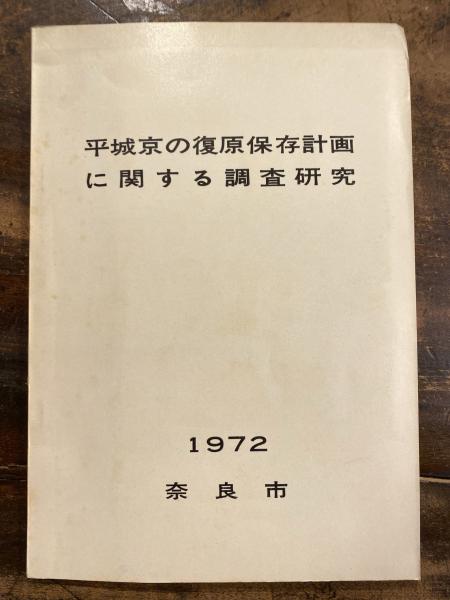 平城京の復原保存計画
に関する調査研究
1972
奈良市